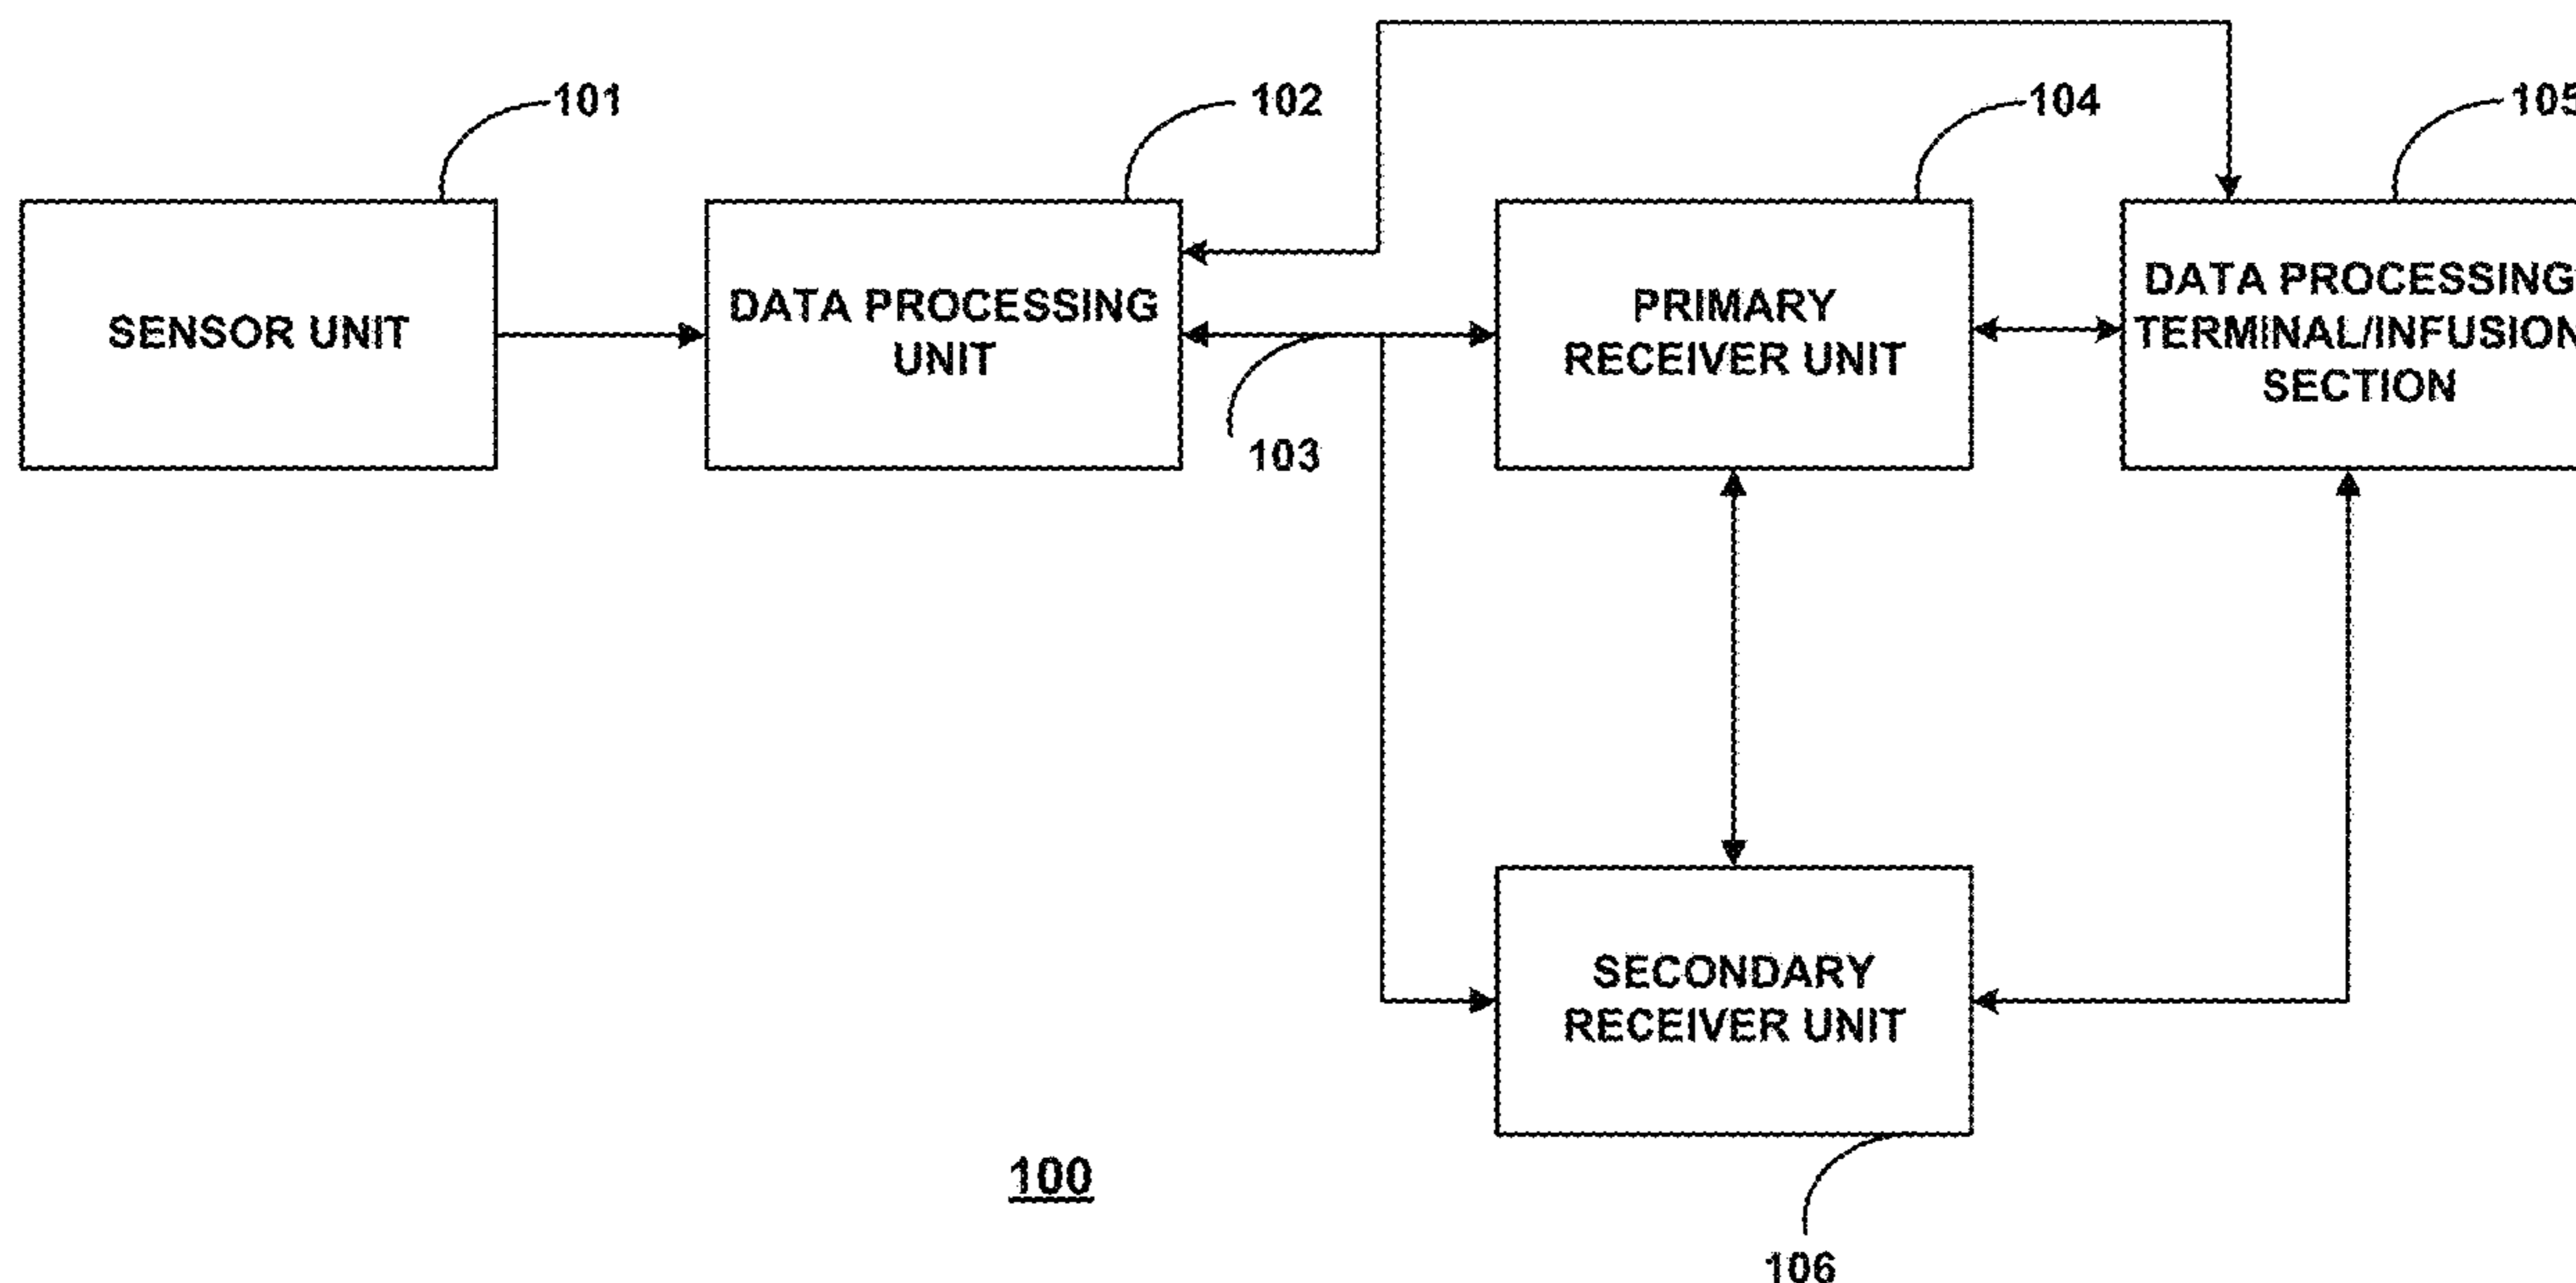 101
102
104
105
SENSOR UNIT
DATA PROCESSING
UNIT
PRIMARY
RECEIVER UNIT
DATA PROCESSING
TERMINAL/INFUSION
SECTION
103
SECONDARY
RECEIVER UNIT
100
106